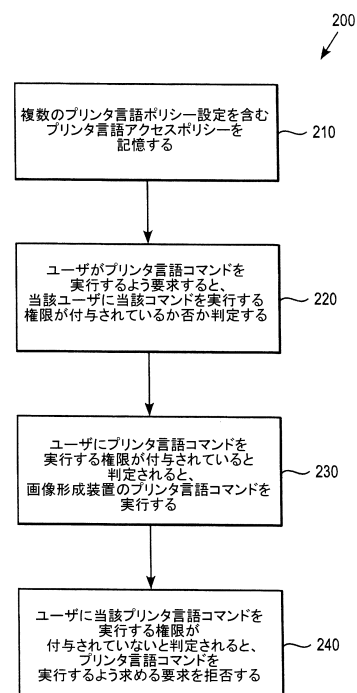 200
複数のプリンタ言語ポリシー設定を含む
プリンタ言語アクセスポリシーを
記憶する
210
ユーザがプリンタ言語コマンドを
実行するよう要求すると、
当該ユーザに当該コマンドを実行する
権限が付与されているか否か判定する
220
ユーザにプリンタ言語コマンドを
実行する権限が付与されていると
判定されると、
画像形成装置のプリンタ言語コマンドを
実行する
230
ユーザに当該プリンタ言語コマンドを
実行する権限が
付与されていないと判定されると、
プリンタ言語コマンドを
実行するよう求める要求を拒否する
240